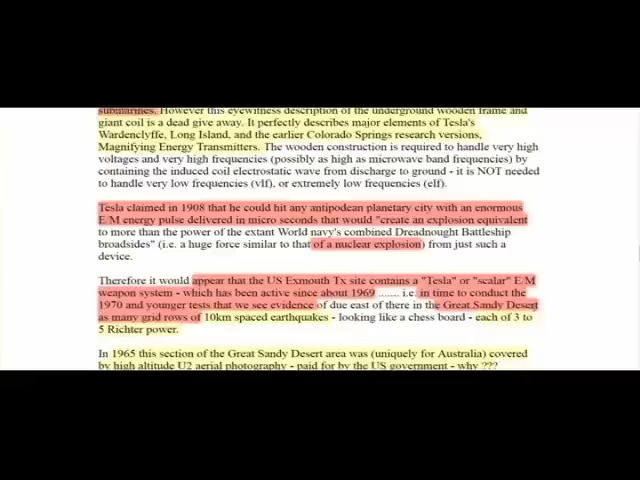 submarines. However this eyewitness description of the underground wooden frame and
giant coil is a dead give away. It perfectly describes major elements of Tesla's
Wardenclyffe, Long Island, and the earlier Colorado Springs research versions,
Magnifying Energy Transmitters. The wooden construction is required to handle very high
voltages and very high frequencies (possibly as high as microwave band frequencies) by
containing the induced coil electrostatic wave from discharge to ground - it is NOT needed
to handle very low frequencies (vlf), or extremely low frequencies (elf).
Tesla claimed in 1908 that he could hit any antipodean planetary city with an enormous
E/M energy pulse delivered in micro seconds that would "create an explosion equivalent
to more than the power of the extant World navy's combined Dreadnought Battleship
broadsides" (i.e. a huge force similar to that of a nuclear explosion) from just such a
device.
Therefore it would appear that the US Exmouth Tx site contains a "Tesla" or "scalar" E/M
weapon system - which has been active since about 1969 ....... i.e. in time to conduct the
1970 and younger tests that we see evidence of due east of there in the Great Sandy Desert
as many grid rows of 10km spaced earthquakes - looking like a chess board - each of 3 to
5 Richter power.
In 1965 this section of the Great Sandy Desert area was (uniquely for Australia) covered
by high altitude U2 aerial photography - paid for by the US government - why ???